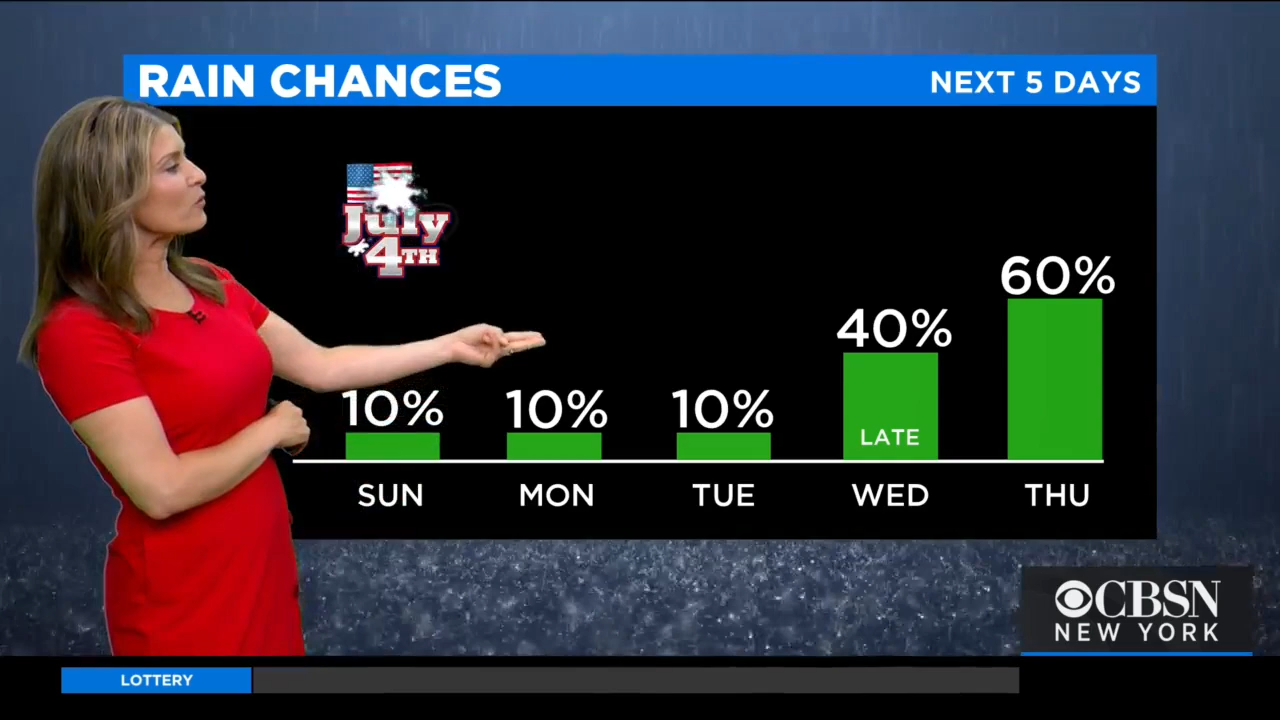 RAIN CHANCES
NEXT 5 DAYS
July
4TH
10%
10%
10%
40%
60%
LATE
SUN
MON
TUE
WED
THU
CBSN
NEW YORK
LOTTERY